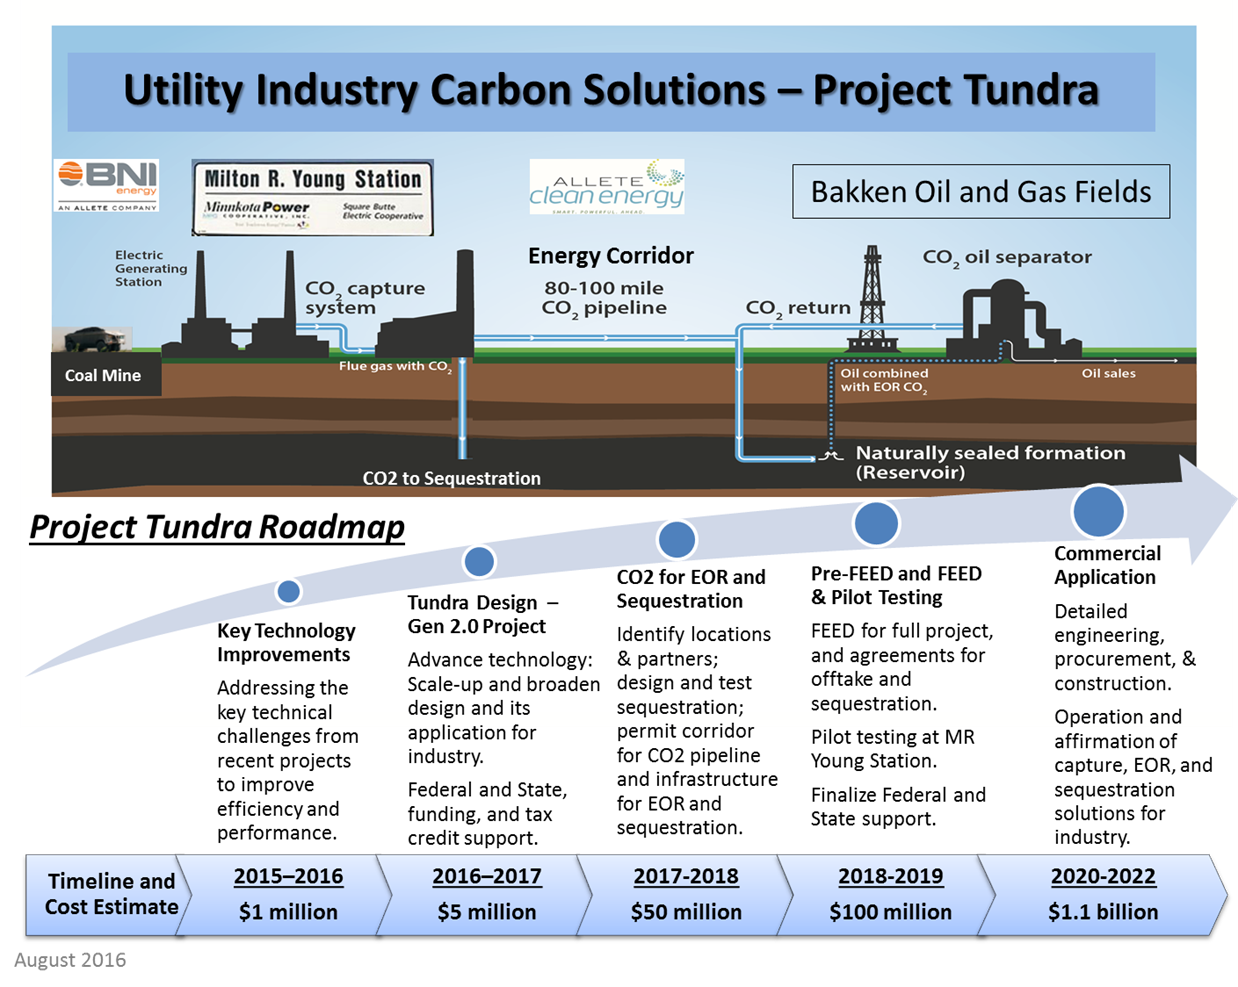 Utility Industry Carbon Solutions – Project Tundra
BNI
energy
AN ALLETE COMPANY
Milton R. Young Station
Minnkota Power
COOPERATIVE, INC.
Square Butte
Electric Cooperative
ALLETE
clean energy
SMART. POWERFUL. AHEAD.
Bakken Oil and Gas Fields
Electric
Generating
Station
CO2 capture
system
Energy Corridor
80-100 mile
CO2 pipeline
CO2 return
CO2 oil separator
Coal Mine
Flue gas with CO2
Oil combined
with EOR CO2
Oil sales
CO2 to Sequestration
Naturally sealed formation
(Reservoir)
Project Tundra Roadmap
Key Technology
Improvements
Addressing the
key technical
challenges from
recent projects
to improve
efficiency and
performance.
Tundra Design –
Gen 2.0 Project
Advance technology:
Scale-up and broaden
design and its
application for
industry.
Federal and State,
funding, and tax
credit support.
CO2 for EOR and
Sequestration
Identify locations
& partners;
design and test
sequestration;
permit corridor
for CO2 pipeline
and infrastructure
for EOR and
sequestration.
Pre-FEED and FEED
& Pilot Testing
FEED for full project,
and agreements for
offtake and
sequestration.
Pilot testing at MR
Young Station.
Finalize Federal and
State support.
Commercial
Application
Detailed
engineering,
procurement, &
construction.
Operation and
affirmation of
capture, EOR, and
sequestration
solutions for
industry.
Timeline and
Cost Estimate
2015–2016
$1 million
2016–2017
$5 million
2017-2018
$50 million
2018-2019
$100 million
2020-2022
$1.1 billion
August 2016